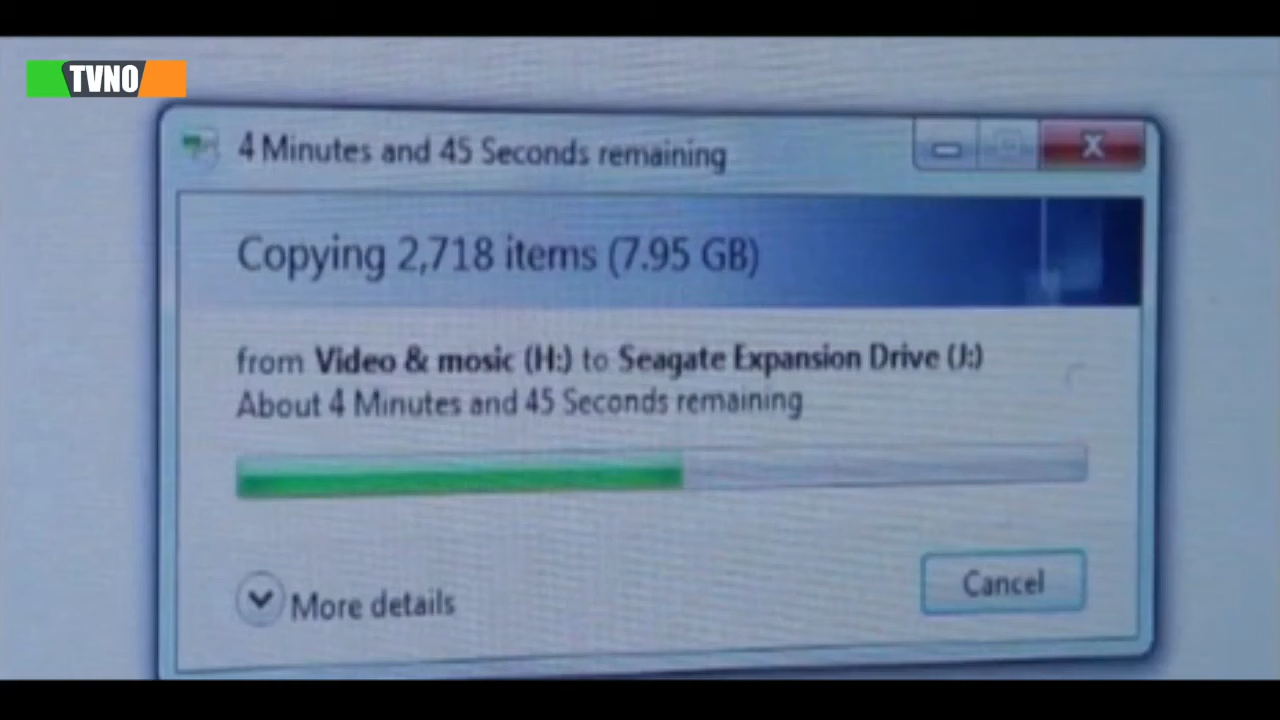 TVNO
4 Minutes and 45 Seconds remaining
X
Copying 2,718 items (7.95 GB)
from Video & mosic (H:) to Seagate Expansion Drive (J:)
About 4 Minutes and 45 Seconds remaining
More details
Cancel